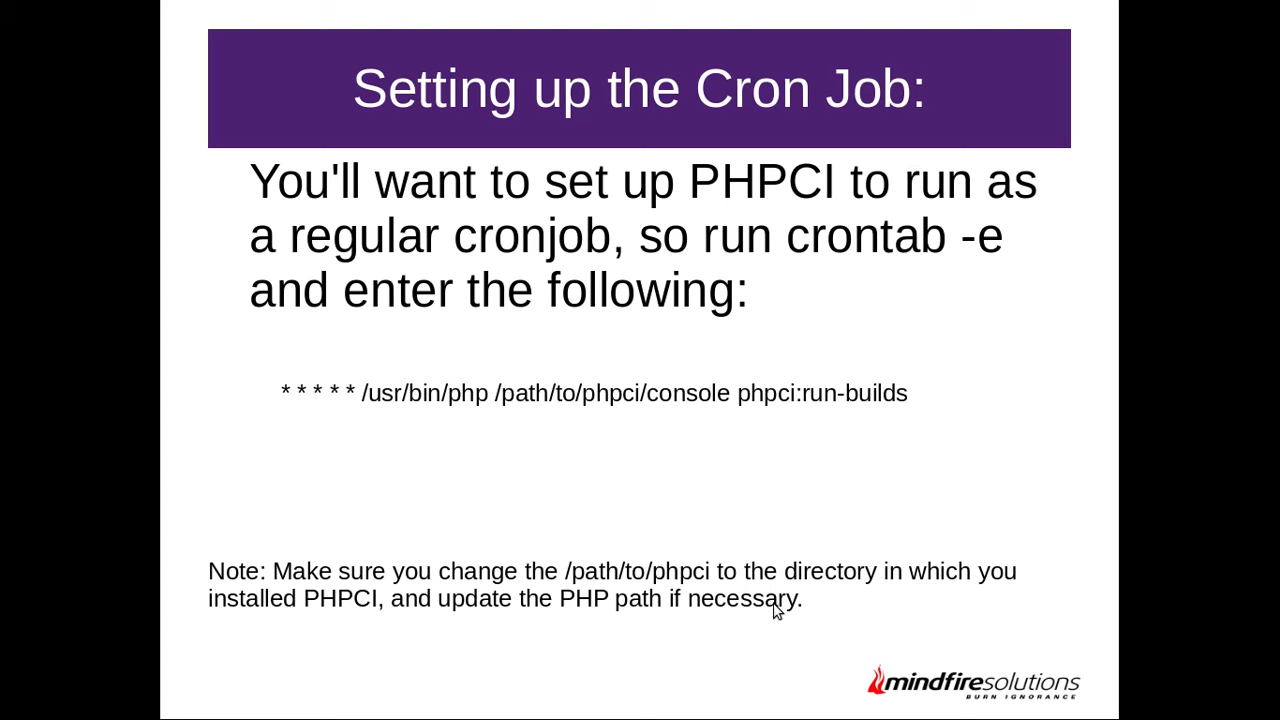 Setting up the Cron Job:
You'll want to set up PHPCI to run as
a regular cronjob, so run crontab -e
and enter the following:
* * * * * /usr/bin/php /path/to/phpci/console phpci:run-builds
Note: Make sure you change the /path/to/phpci to the directory in which you
installed PHPCI, and update the PHP path if necessary.
mindfiresolutions
BURN IGNORANCE